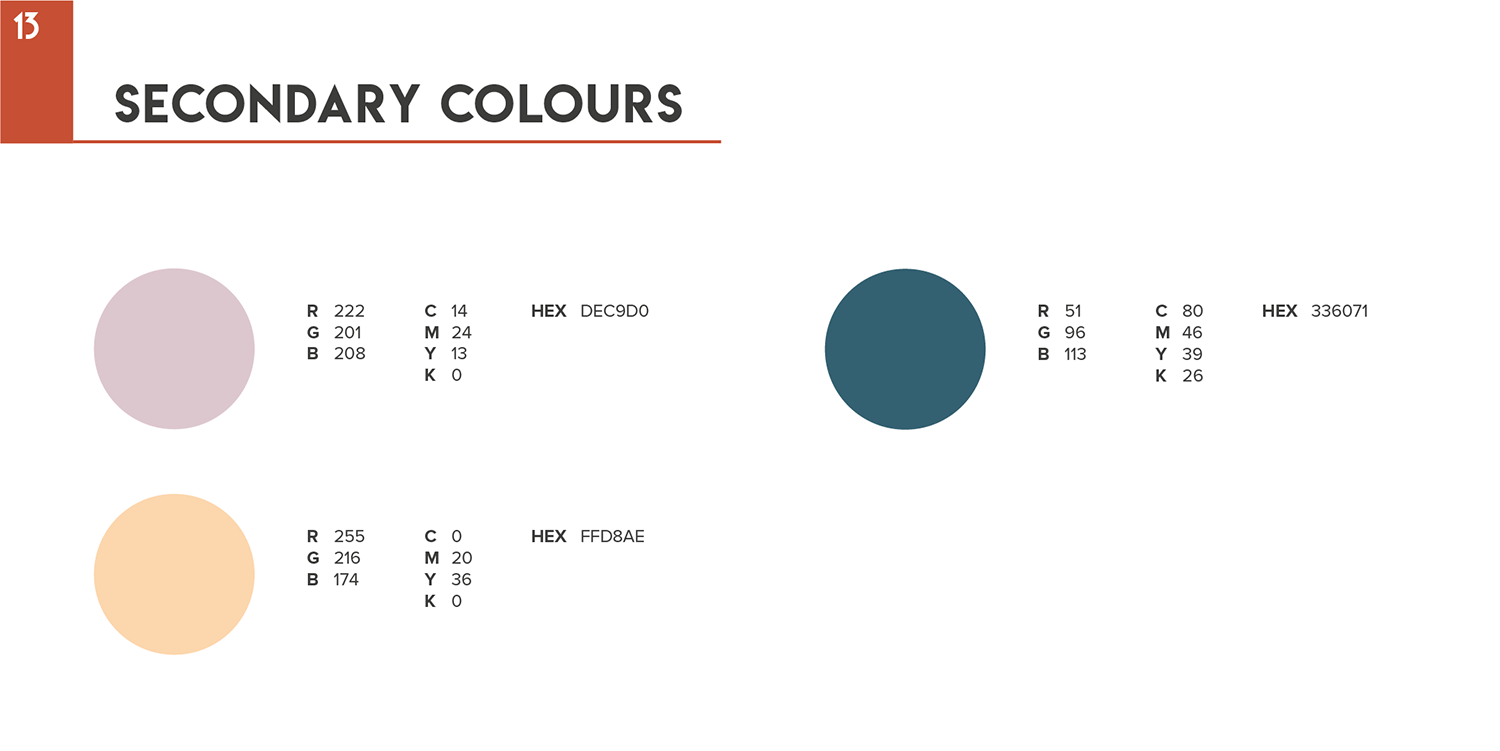 13
SECONDARY COLOURS
R 222 C 14 HEX DEC9D0
G 201 M 24
B 208 Y 13
K 0
R 51 C 80 HEX 336071
G 96 M 46
B 113 Y 39
K 26
R 255 C 0 HEX FFD8AE
G 216 M 20
B 174 Y 36
K 0